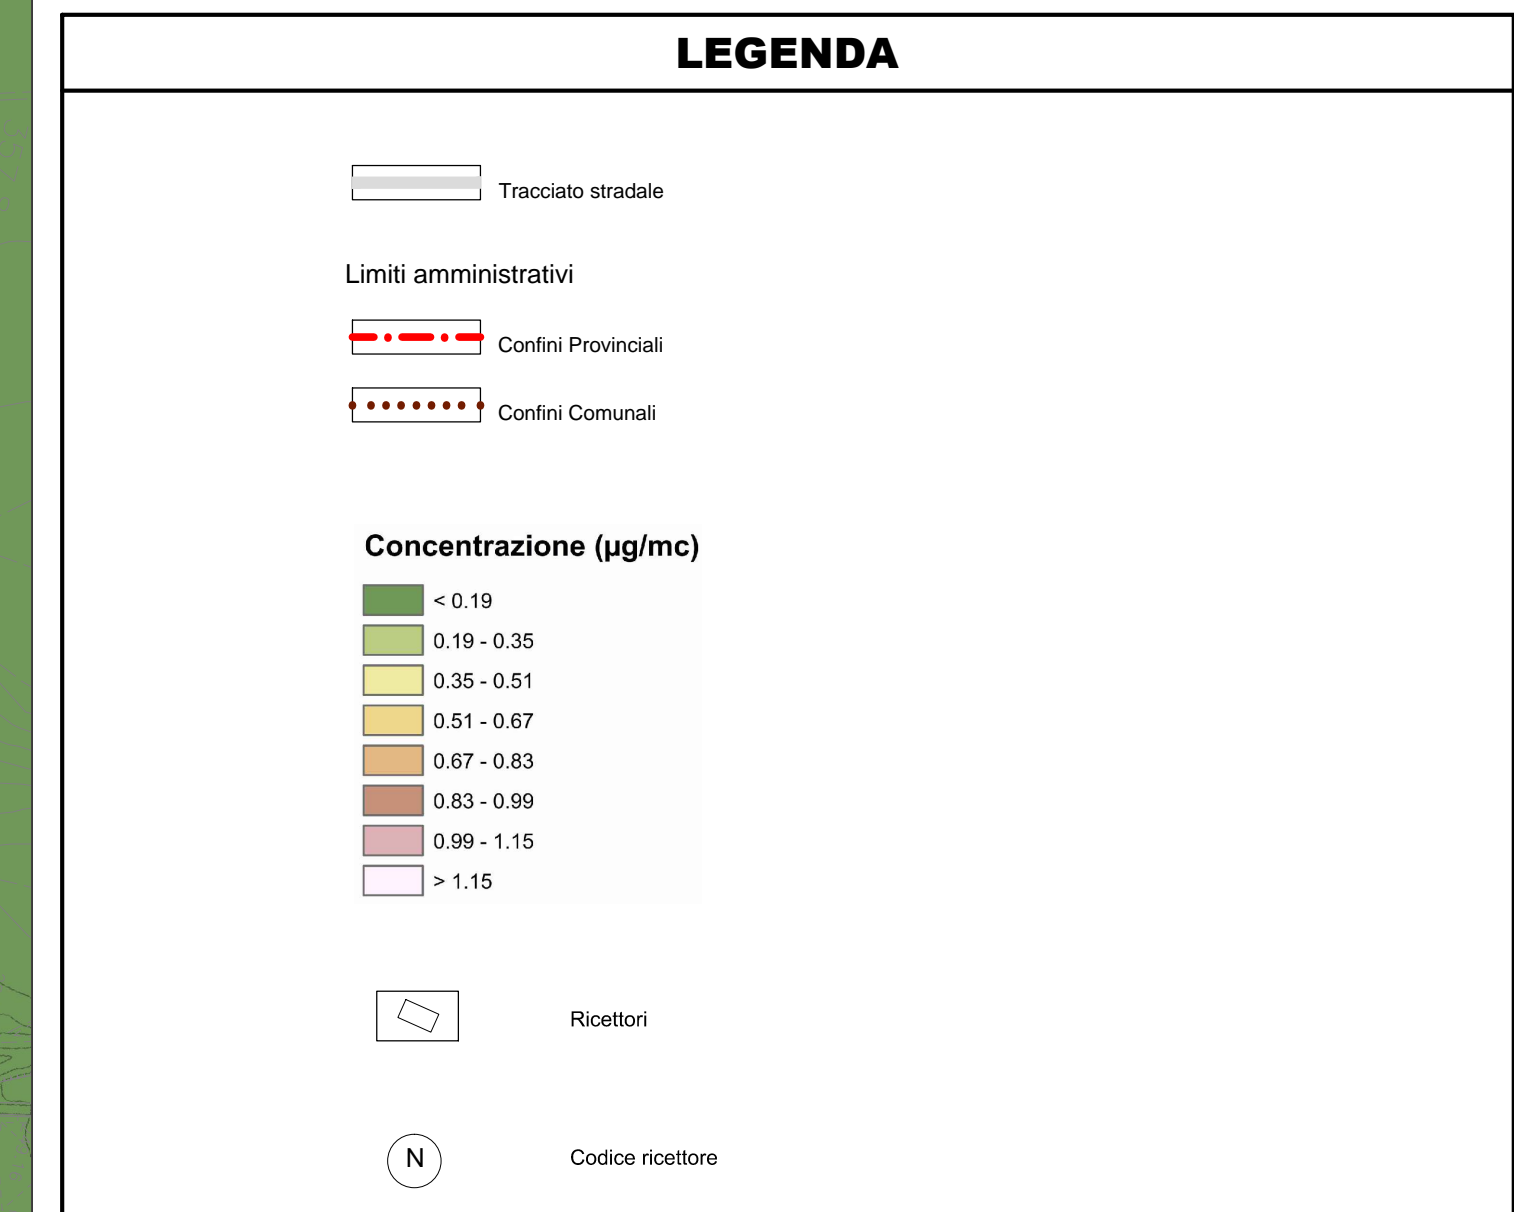 LEGENDA
Tracciato stradale
Limiti amministrativi
Confini Provinciali
Confini Comunali
Concentrazione (µg/mc)
< 0.19
0.19 - 0.35
0.35 - 0.51
0.51 - 0.67
0.67 - 0.83
0.83 - 0.99
0.99 - 1.15
> 1.15
Ricettori
N Codice ricettore